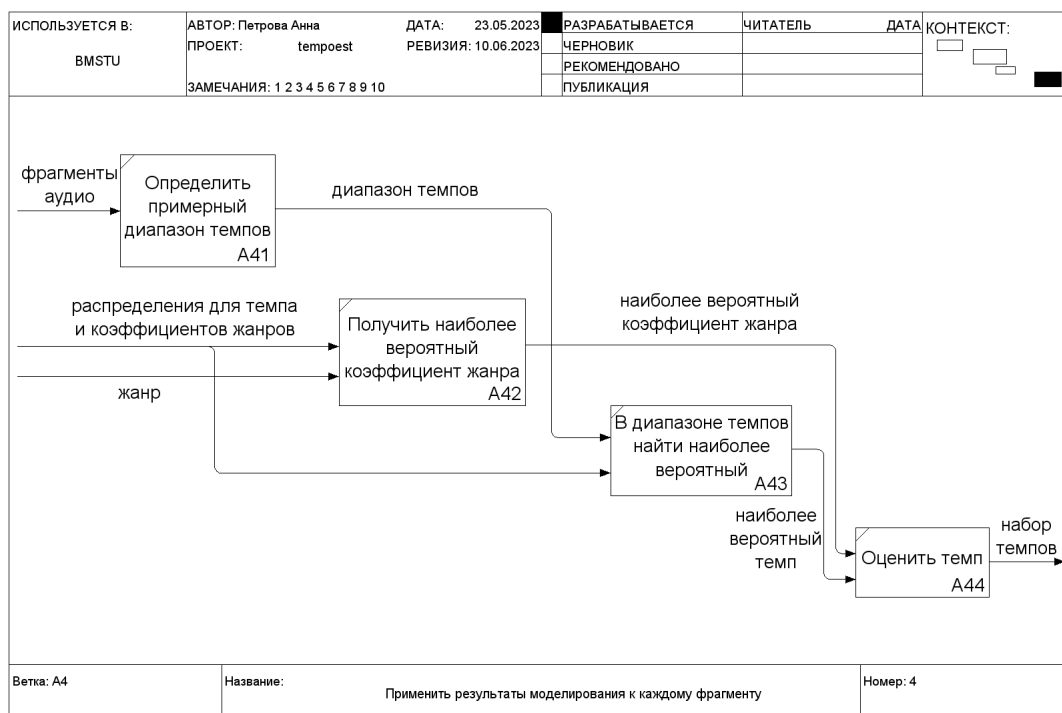 ИСПОЛЬЗУЕТСЯ В:
BMSTU
АВТОР: Петрова Анна
ДАТА: 23.05.2023
ПРОЕКТ: tempoest
РЕВИЗИЯ: 10.06.2023
ЗАМЕЧАНИЯ: 1 2 3 4 5 6 7 8 9 10
РАЗРАБАТЫВАЕТСЯ
ЧЕРНОВИК
РЕКОМЕНДОВАНО
ПУБЛИКАЦИЯ
ЧИТАТЕЛЬ
ДАТА
КОНТЕКСТ:
фрагменты
аудио
Определить
примерный
диапазон темпов
A41
диапазон темпов
распределения для темпа
и коэффициентов жанров
жанр
Получить наиболее
вероятный
коэффициент жанра
A42
наиболее вероятный
коэффициент жанра
В диапазоне темпов
найти наиболее
вероятный
A43
наиболее
вероятный
темп
Оценить темп
A44
набор
темпов
Ветка: A4
Название:
Применить результаты моделирования к каждому фрагменту
Номер: 4